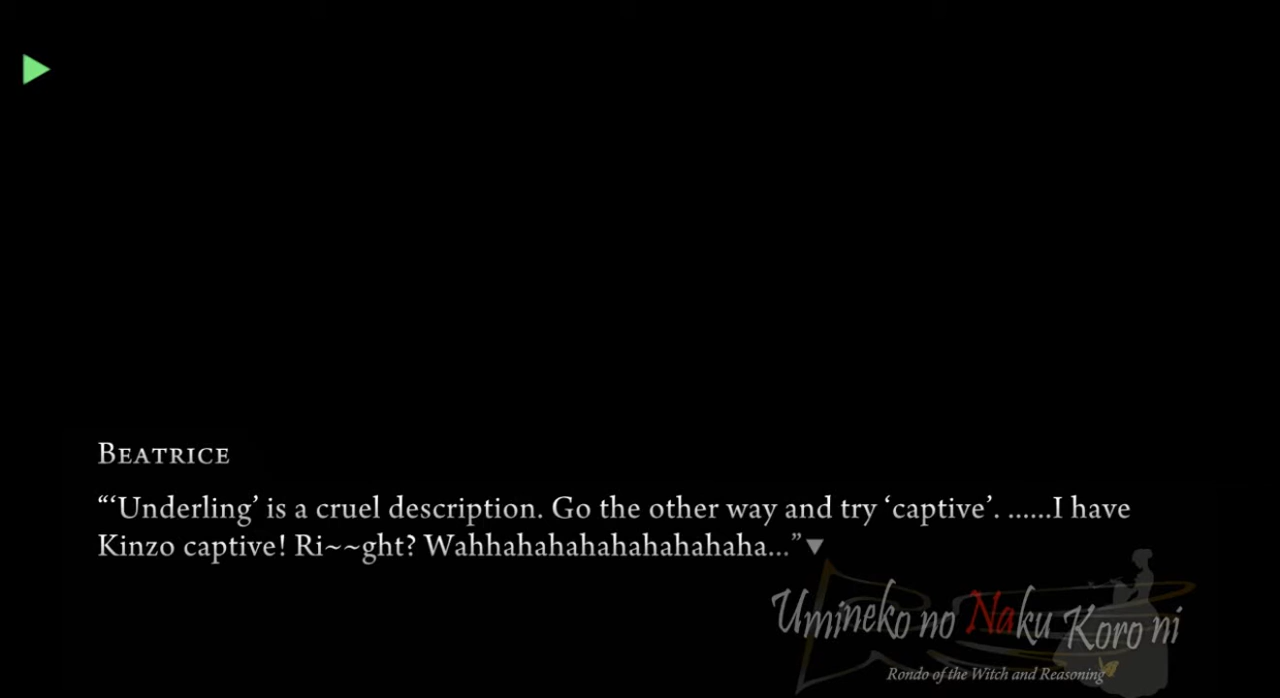 BEATRICE
“‘Underling’ is a cruel description. Go the other way and try ‘captive’. ......I have
Kinzo captive! Ri~~ght? Wahhahahahahahahahaha...”
Umineko no Naku Koro ni
Rondo of the Witch and Reasoning